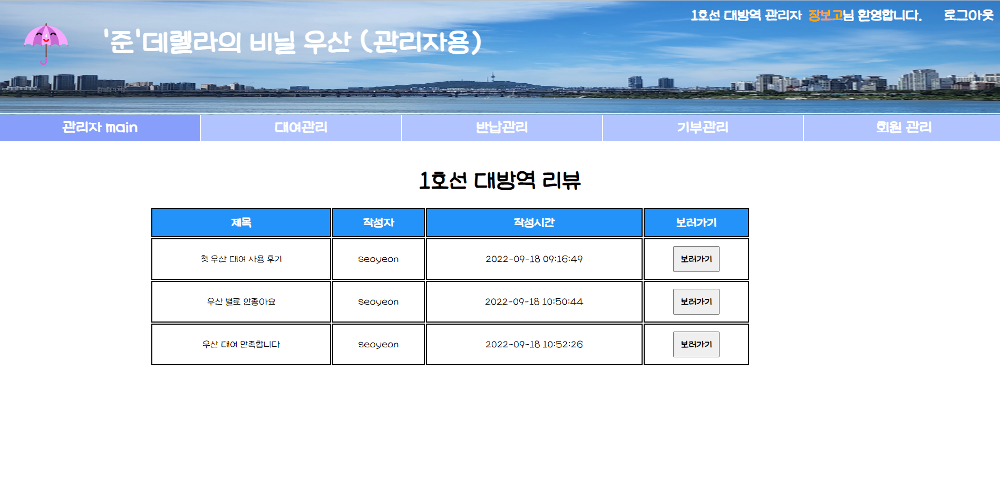 1호선 대방역 관리자 장보고님 환영합니다. 로그아웃
'준'데렐라의 비닐 우산 (관리자용)
관리자 main 대여관리 반납관리 기부관리 회원 관리
1호선 대방역 리뷰
제목 작성자 작성시간 보러가기
첫 우산 대여 사용 후기 seoyeon 2022-09-18 09:16:49 보러가기
우산 별로 안좋아요 seoyeon 2022-09-18 10:50:44 보러가기
우산 대여 만족합니다 seoyeon 2022-09-18 10:52:26 보러가기